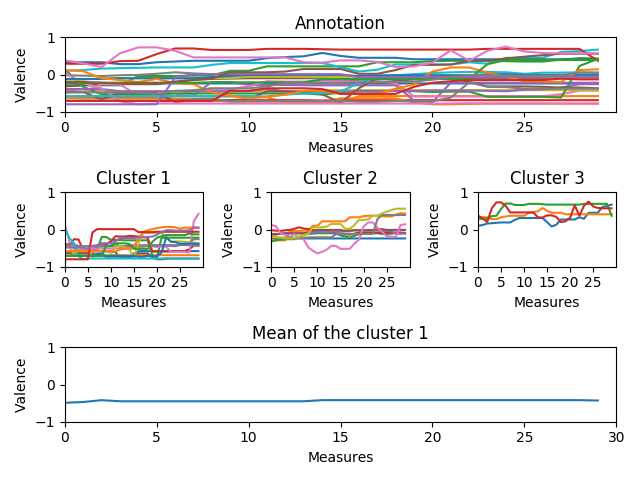 Annotation
Valence
1
0
−1
0 5 10 15 20 25
Measures
Cluster 1 Cluster 2 Cluster 3
Valence Valence Valence
1 1 1
0 0 0
−1 −1 −1
0 5 10 15 20 25 0 5 10 15 20 25 0 5 10 15 20 25
Measures Measures Measures
Mean of the cluster 1
Valence
1
0
−1
0 5 10 15 20 25 30
Measures